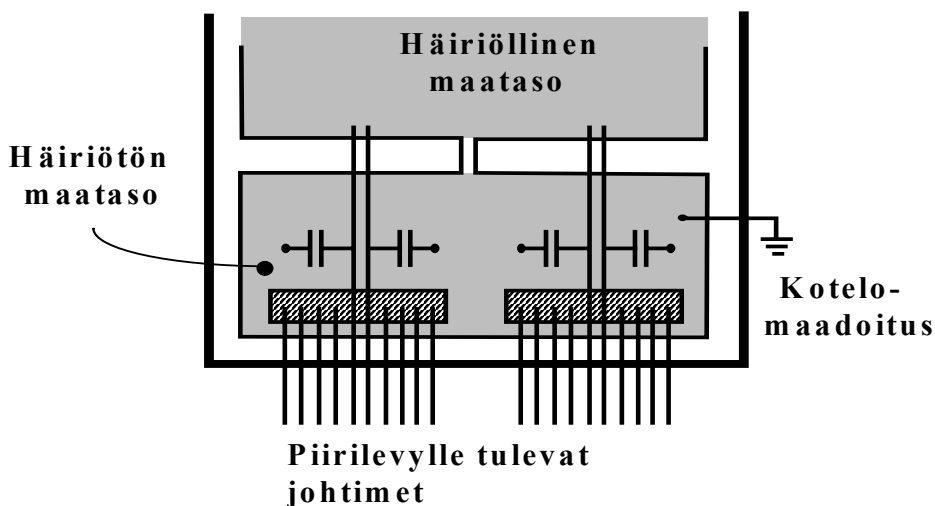 Häiriöllinen
maataso
Häiriötön
maataso
Kotelo-
maadoitus
Piirilevylle tulevat
johtimet